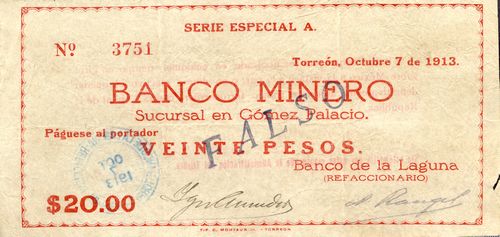 SERIE ESPECIAL A.
Nº 3751
Torreón, Octubre 7 de 1913.
BANCO MINERO
Sucursal en Gómez Palacio.
FALSO
Páguese al portador
VEINTE PESOS.
Banco de la Laguna
(REFACCIONARIO)
1913
OCT
$20.00
TORREON